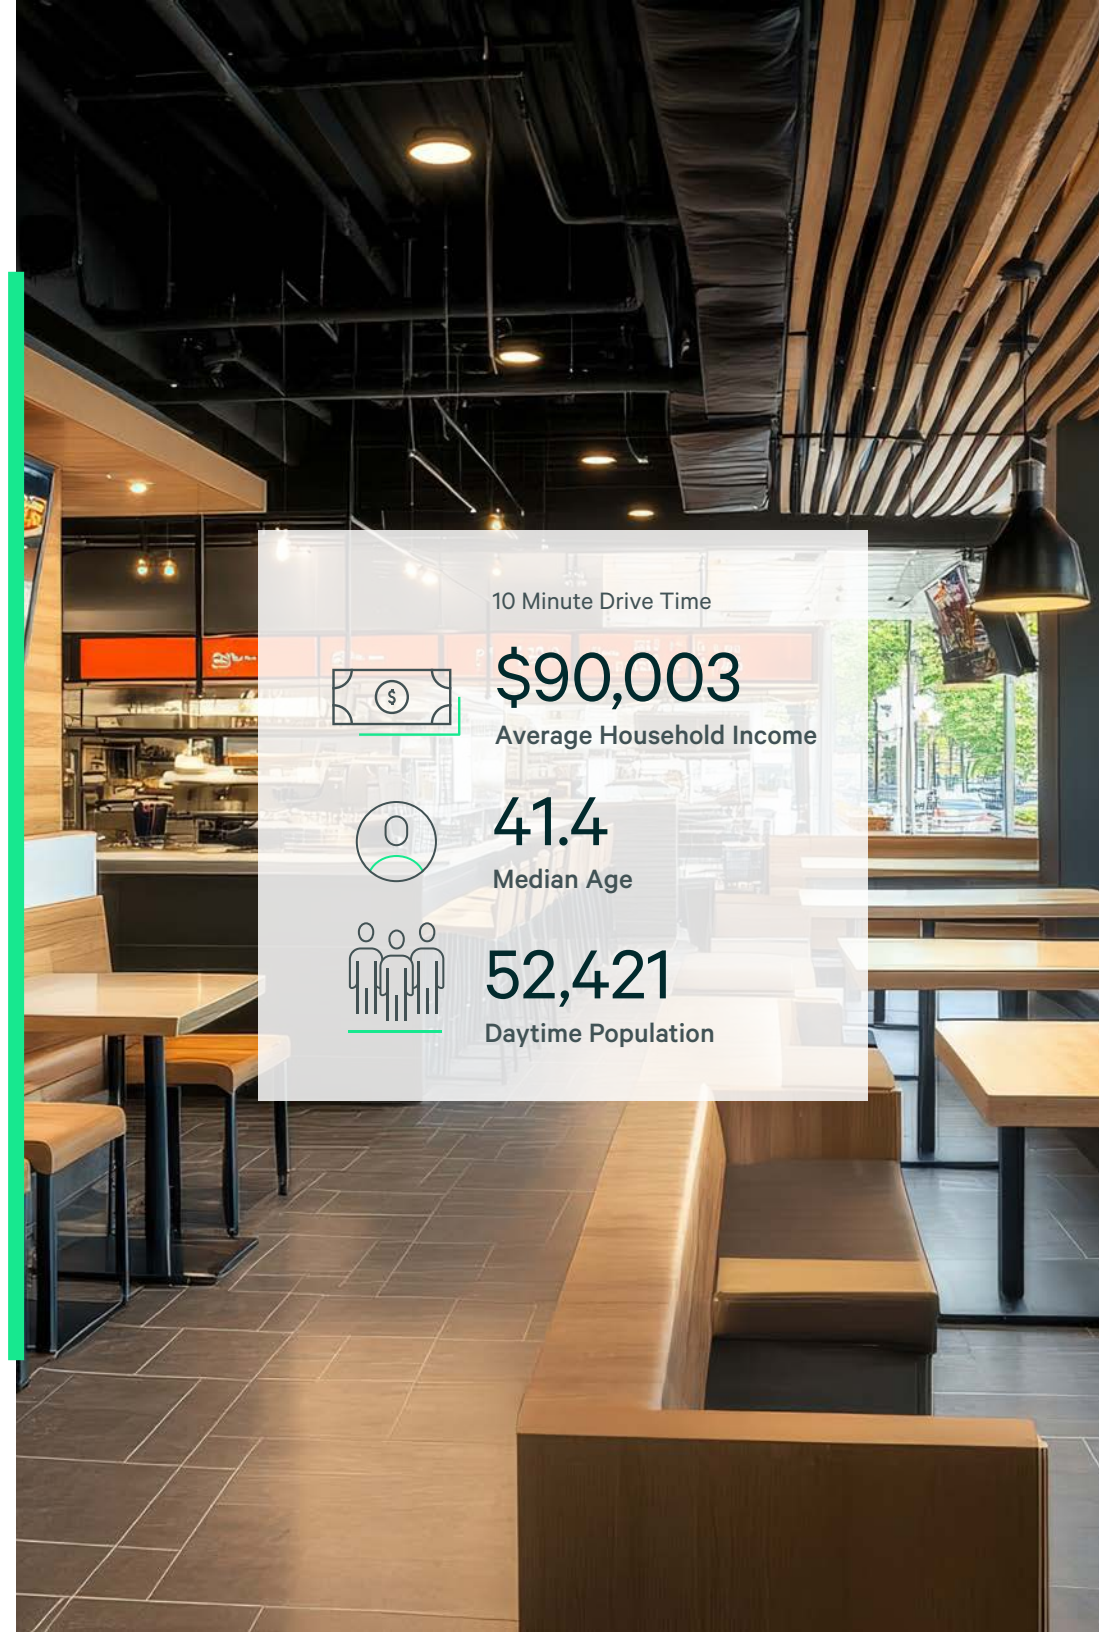 10 Minute Drive Time
$90,003
Average Household Income
41.4
Median Age
52,421
Daytime Population